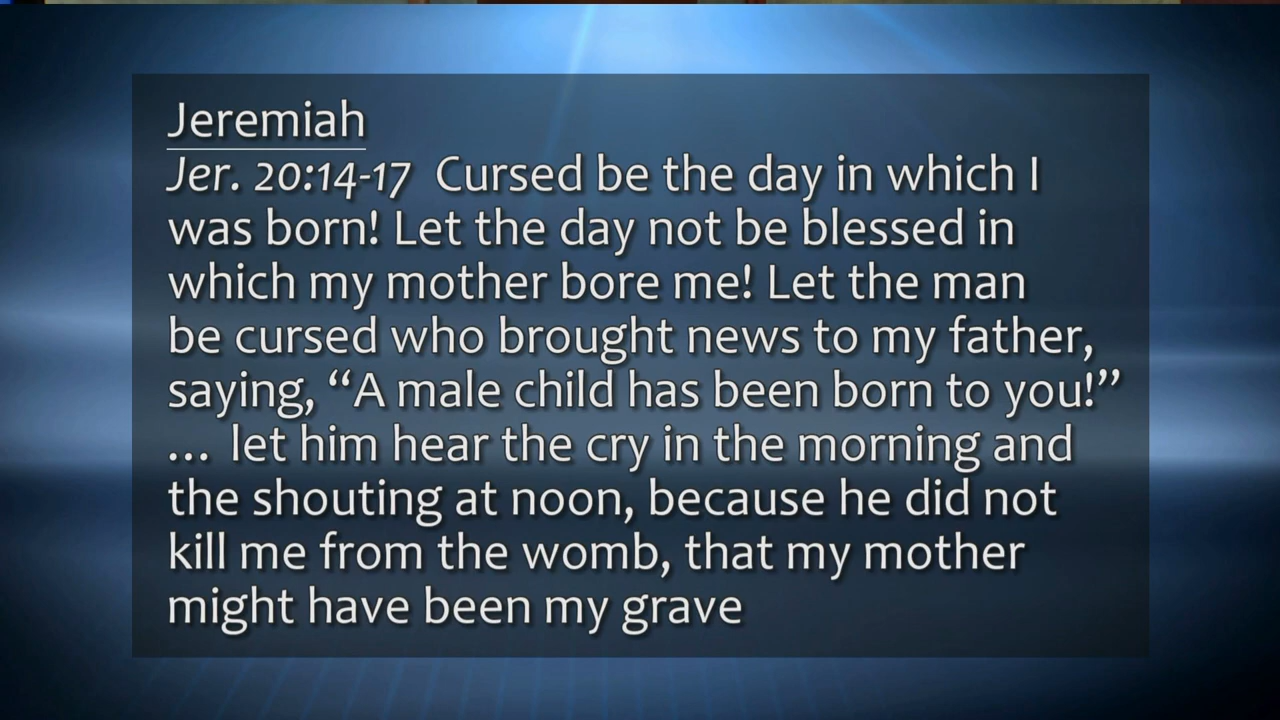 Jeremiah
Jer. 20:14-17 Cursed be the day in which I
was born! Let the day not be blessed in
which my mother bore me! Let the man
be cursed who brought news to my father,
saying, “A male child has been born to you!”
… let him hear the cry in the morning and
the shouting at noon, because he did not
kill me from the womb, that my mother
might have been my grave